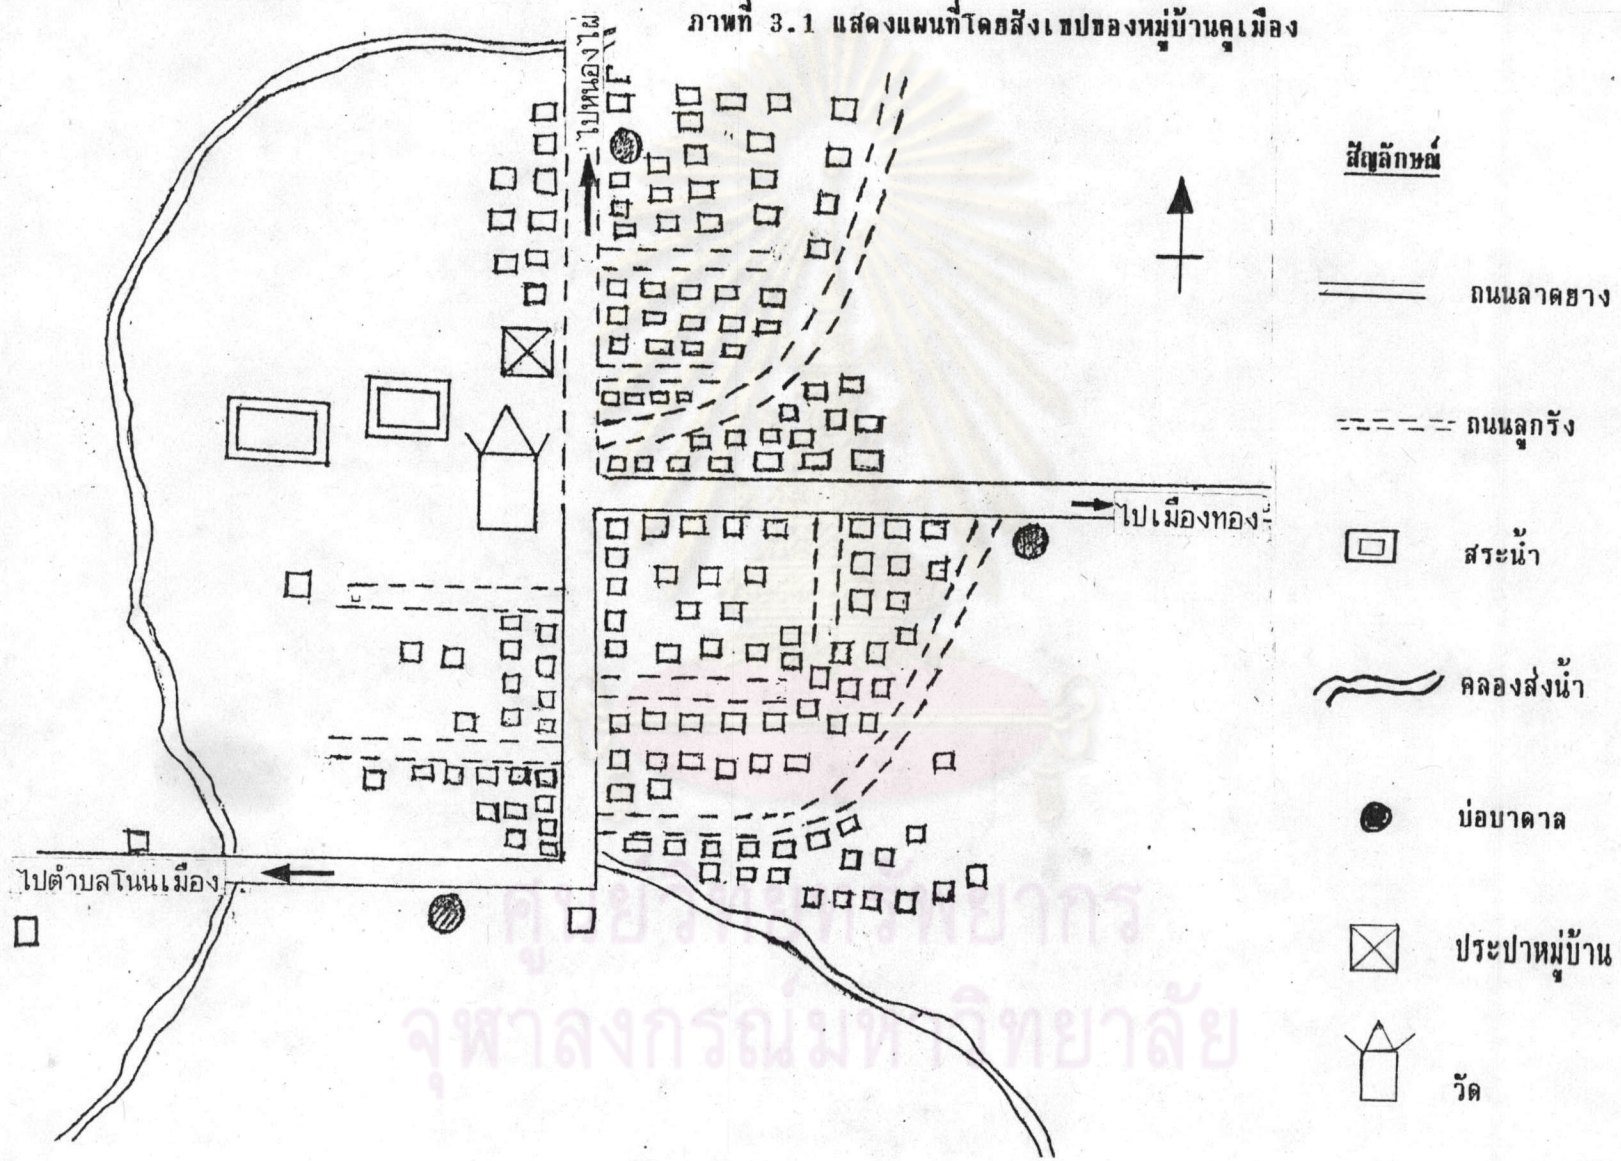 ภาพที่ 3.1 แสดงแผนที่โดยสังเขปของหมู่บ้านคูเมือง
ไปหนองไผ่
สัญลักษณ์
ถนนลาดยาง
ถนนลูกรัง
ไปเมืองทอง
สระน้ำ
คลองส่งน้ำ
บ่อบาดาล
ไปตำบลโนนเมือง
ประปาหมู่บ้าน
วัด
ศูนย์วิทยทรัพยากร
จุฬาลงกรณ์มหาวิทยาลัย